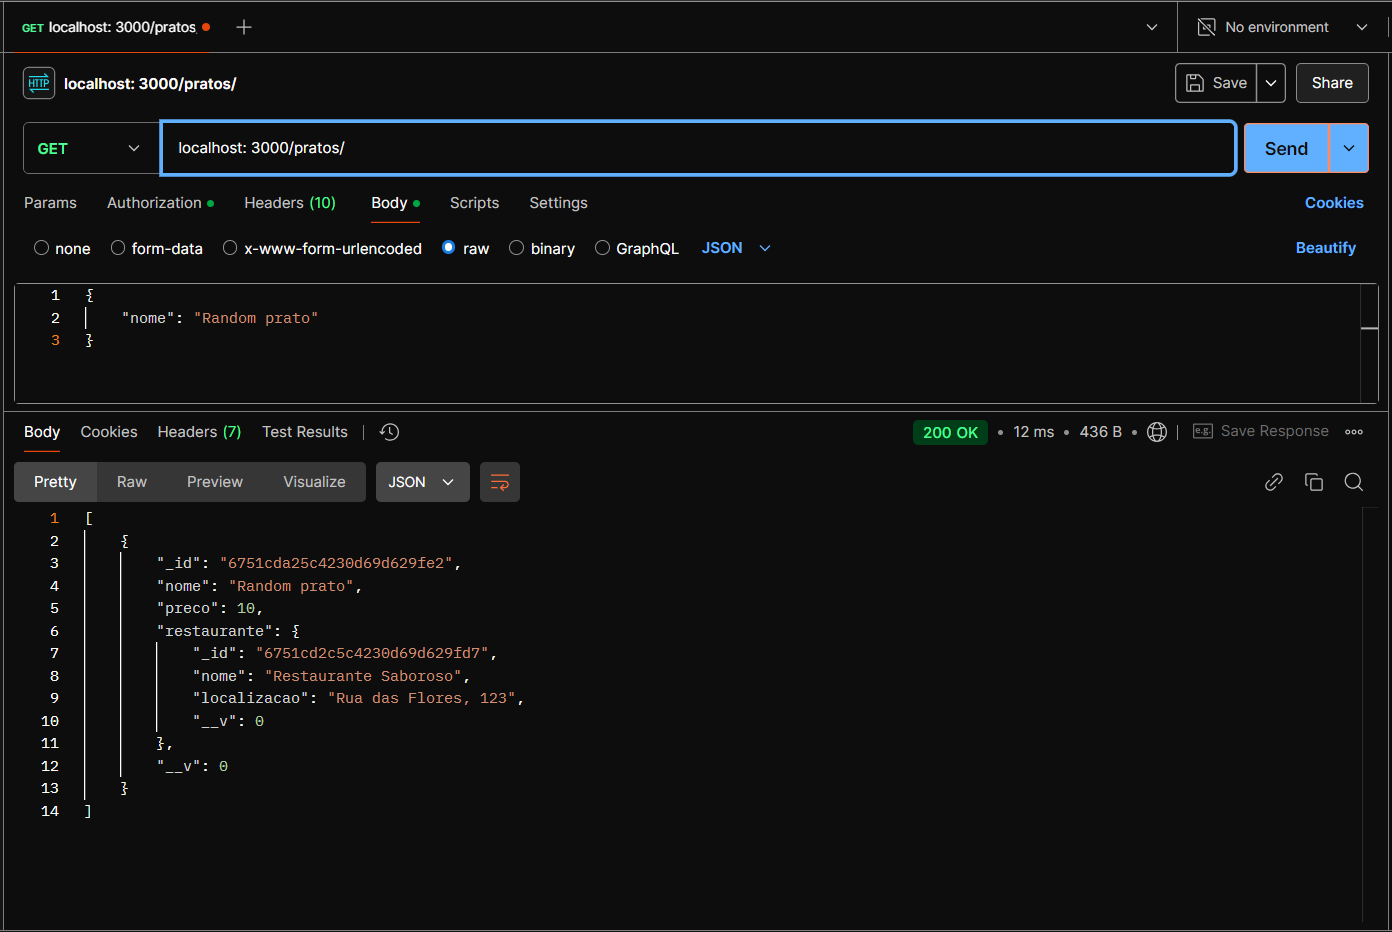 GET localhost: 3000/pratos
No environment
HTTP localhost: 3000/pratos/
Save
Share
GET
localhost: 3000/pratos/
Send
Params Authorization Headers (10) Body Scripts Settings Cookies
none form-data x-www-form-urlencoded raw binary GraphQL JSON Beautify
1 {
2 "nome": "Random prato"
3 }
Body Cookies Headers (7) Test Results 200 OK • 12 ms • 436 B • e.g. Save Response
Pretty Raw Preview Visualize JSON
1 [
2 {
3 "_id": "6751cda25c4230d69d629fe2",
4 "nome": "Random prato",
5 "preco": 10,
6 "restaurante": {
7 "_id": "6751cd2c5c4230d69d629fd7",
8 "nome": "Restaurante Saboroso",
9 "localizacao": "Rua das Flores, 123",
10 "__v": 0
11 },
12 "__v": 0
13 }
14 ]